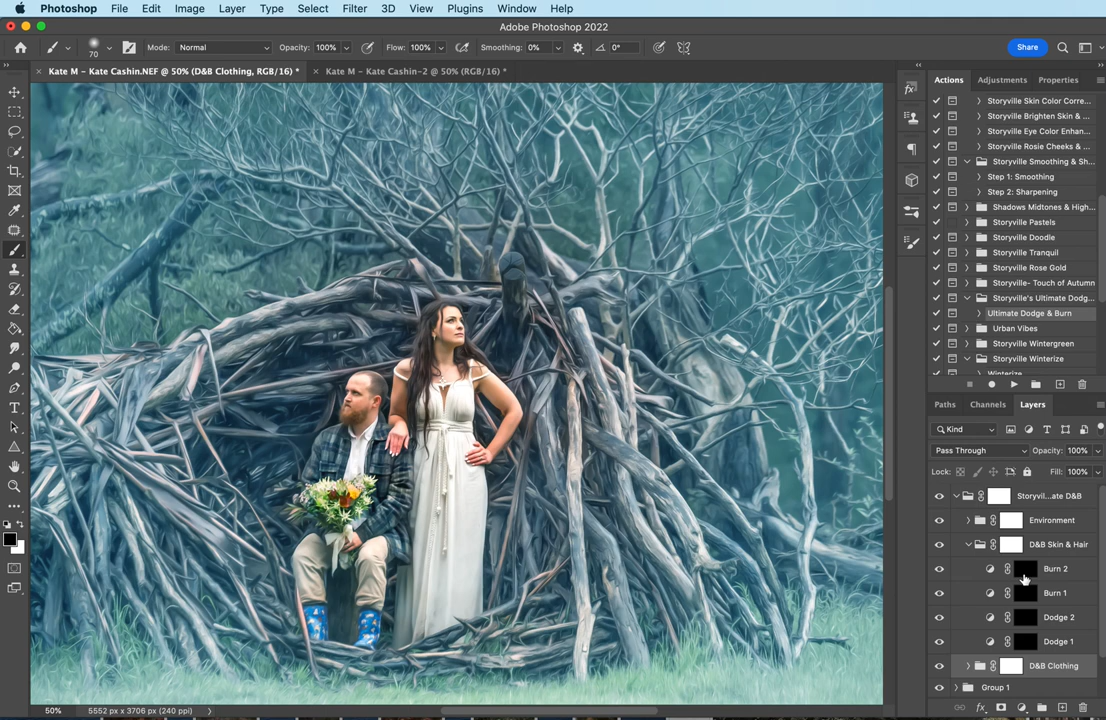 Photoshop File Edit Image Layer Type Select Filter 3D View Plugins Window Help
Adobe Photoshop 2022
70 Mode: Normal Opacity: 100% Flow: 100% Smoothing: 0% 0° Share
Kate M - Kate Cashin.NEF @ 50% (D&B Clothing, RGB/16) * Kate M - Kate Cashin-2 @ 50% (RGB/16) *
Actions Adjustments Properties
Storyville Skin Color Corre...
Storyville Brighten Skin & ...
Storyville Eye Color Enhan...
Storyville Rosie Cheeks & ...
Storyville Smoothing & Sh...
Step 1: Smoothing
Step 2: Sharpening
Shadows Midtones & High...
Storyville Pastels
Storyville Doodle
Storyville Tranquil
Storyville Rose Gold
Storyville- Touch of Autumn
Storyville's Ultimate Dodg...
Ultimate Dodge & Burn
Urban Vibes
Storyville Wintergreen
Storyville Winterize
Winterize
Paths Channels Layers
Kind
Pass Through Opacity: 100%
Lock: Fill: 100%
Storyvil...ate D&B
Environment
D&B Skin & Hair
Burn 2
Burn 1
Dodge 2
Dodge 1
D&B Clothing
Group 1
50% 5552 px x 3706 px (240 ppi)